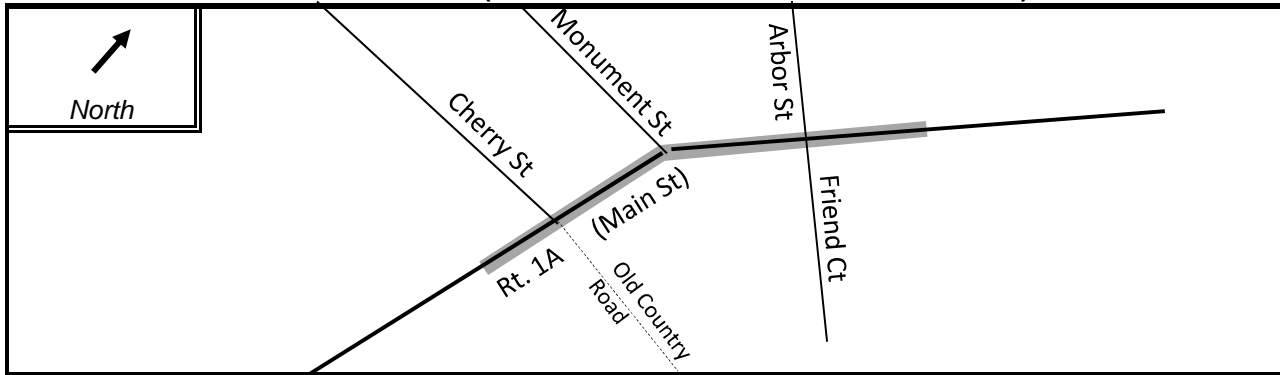 North
Cherry St
Monument St
Arbor St
(Main St)
Rt. 1A
Old Country
Road
Friend Ct